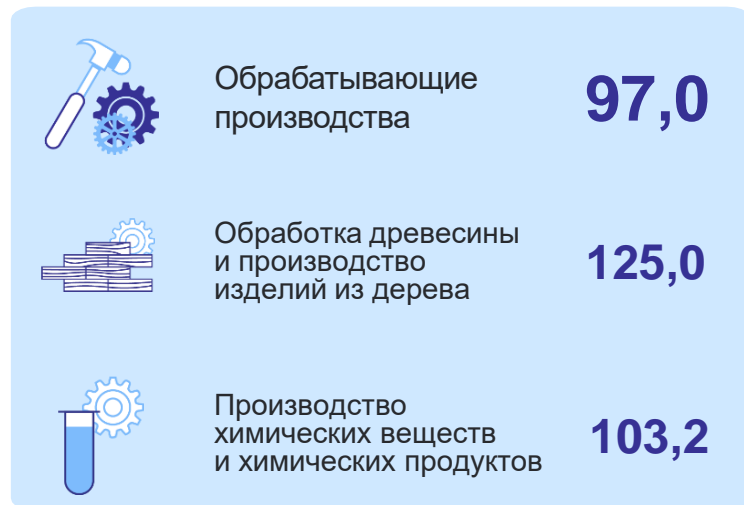 Обрабатывающие
производства
97,0
Обработка древесины
и производство
изделий из дерева
125,0
Производство
химических веществ
и химических продуктов
103,2